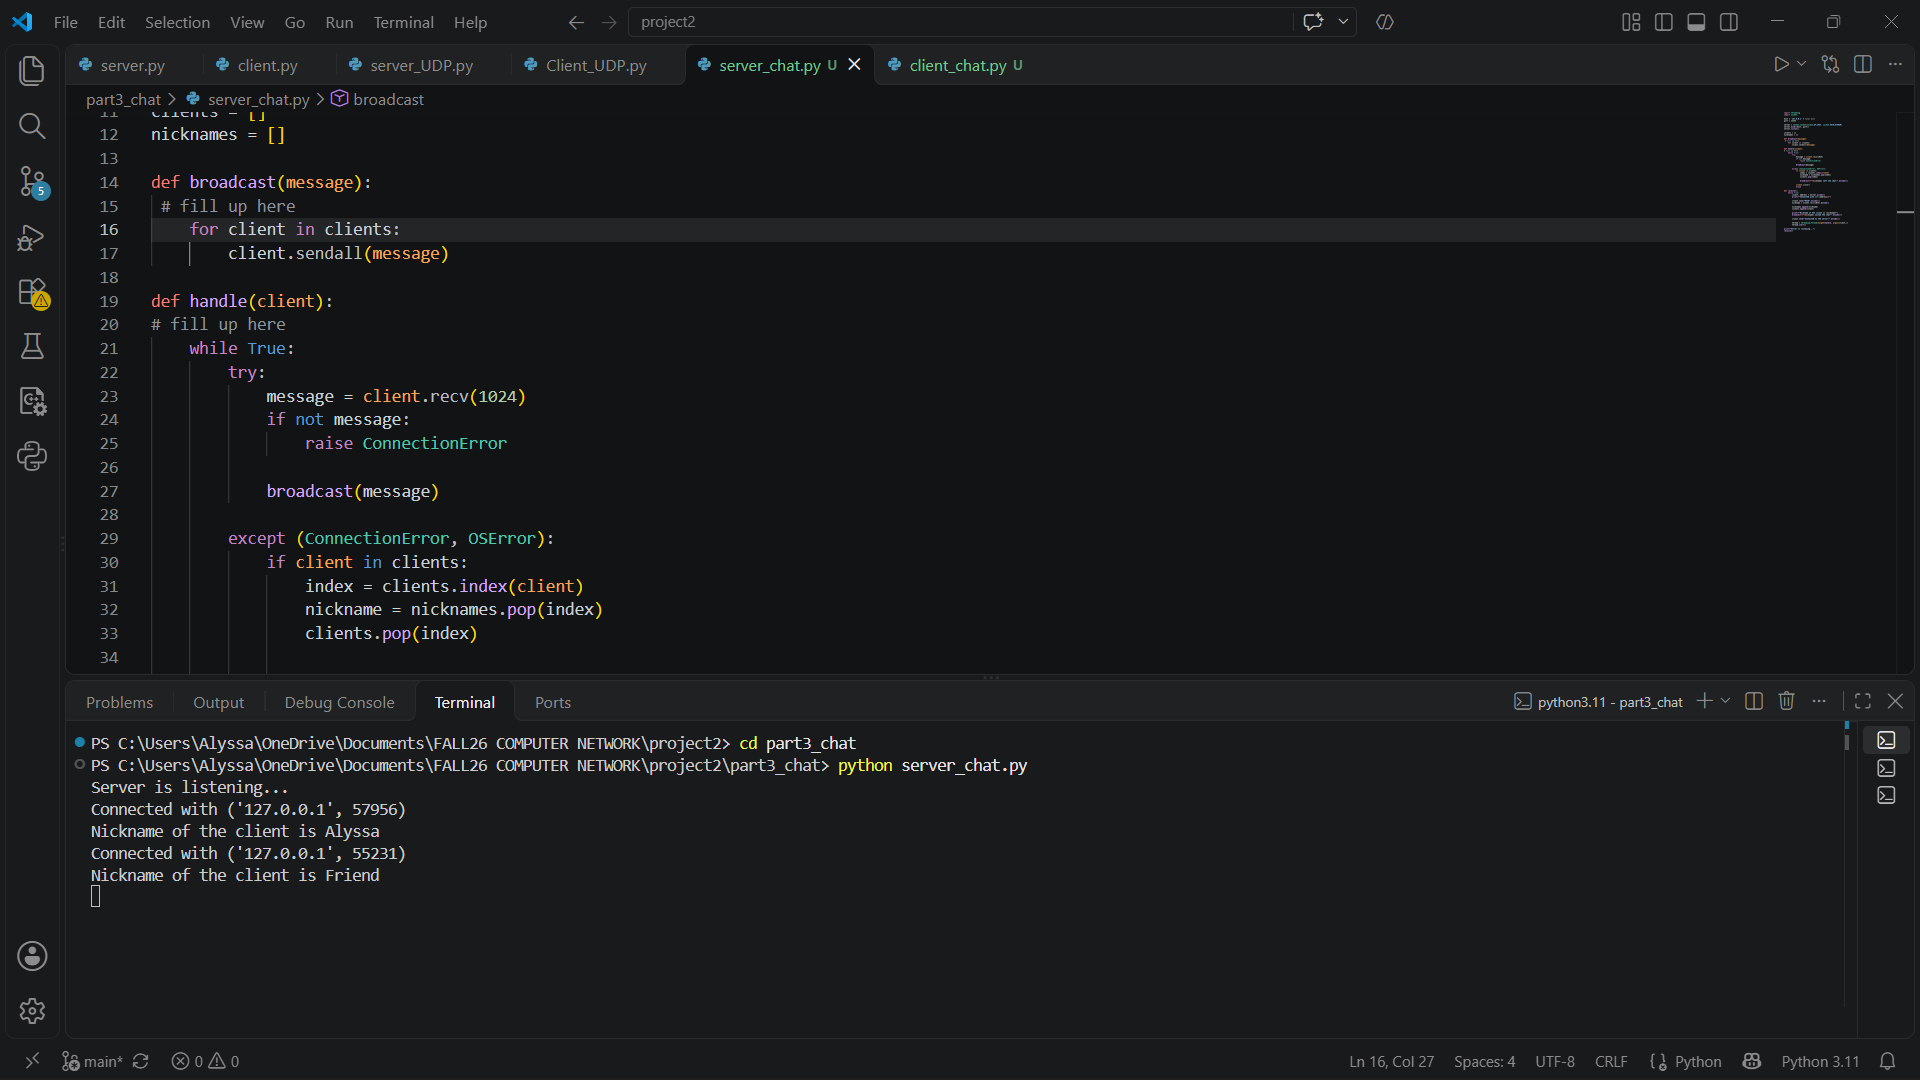 File Edit Selection View Go Run Terminal Help
project2
server.py client.py server_UDP.py Client_UDP.py server_chat.py U client_chat.py U
part3_chat > server_chat.py > broadcast
11 clients = []
12 nicknames = []
13
14 def broadcast(message):
15 # fill up here
16 for client in clients:
17 client.sendall(message)
18
19 def handle(client):
20 # fill up here
21 while True:
22 try:
23 message = client.recv(1024)
24 if not message:
25 raise ConnectionError
26
27 broadcast(message)
28
29 except (ConnectionError, OSError):
30 if client in clients:
31 index = clients.index(client)
32 nickname = nicknames.pop(index)
33 clients.pop(index)
34
5
Problems Output Debug Console Terminal Ports
python3.11 - part3_chat
PS C:\Users\Alyssa\OneDrive\Documents\FALL26 COMPUTER NETWORK\project2> cd part3_chat
PS C:\Users\Alyssa\OneDrive\Documents\FALL26 COMPUTER NETWORK\project2\part3_chat> python server_chat.py
Server is listening...
Connected with ('127.0.0.1', 57956)
Nickname of the client is Alyssa
Connected with ('127.0.0.1', 55231)
Nickname of the client is Friend
main* 0 0
Ln 16, Col 27 Spaces: 4 UTF-8 CRLF Python Python 3.11